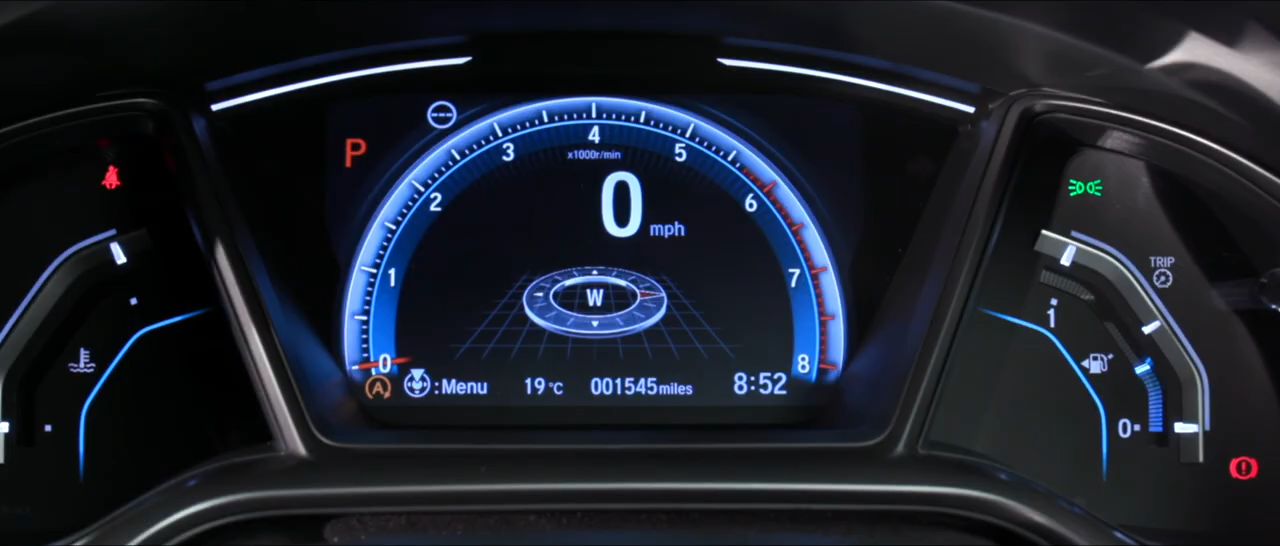 P
4
3
5
x1000r/min
0
mph
2
6
1
7
W
0
8
A
:Menu
19°C
001545miles
8:52
TRIP
1
0